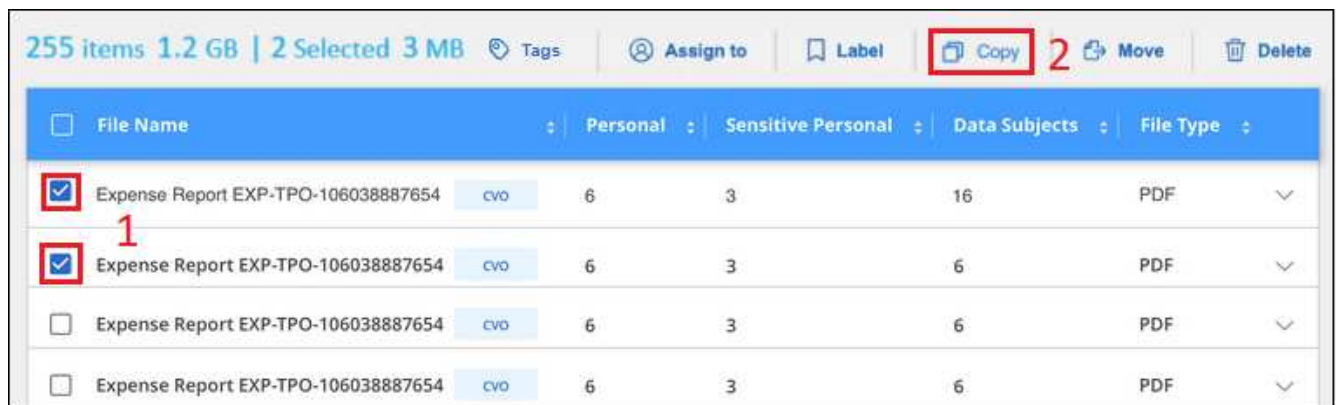 255 items 1.2 GB | 2 Selected 3 MB Tags Assign to Label Copy 2 Move Delete
File Name Personal Sensitive Personal Data Subjects File Type
Expense Report EXP-TPO-106038887654 CVO 6 3 16 PDF
1
Expense Report EXP-TPO-106038887654 CVO 6 3 6 PDF
Expense Report EXP-TPO-106038887654 CVO 6 3 6 PDF
Expense Report EXP-TPO-106038887654 CVO 6 3 6 PDF